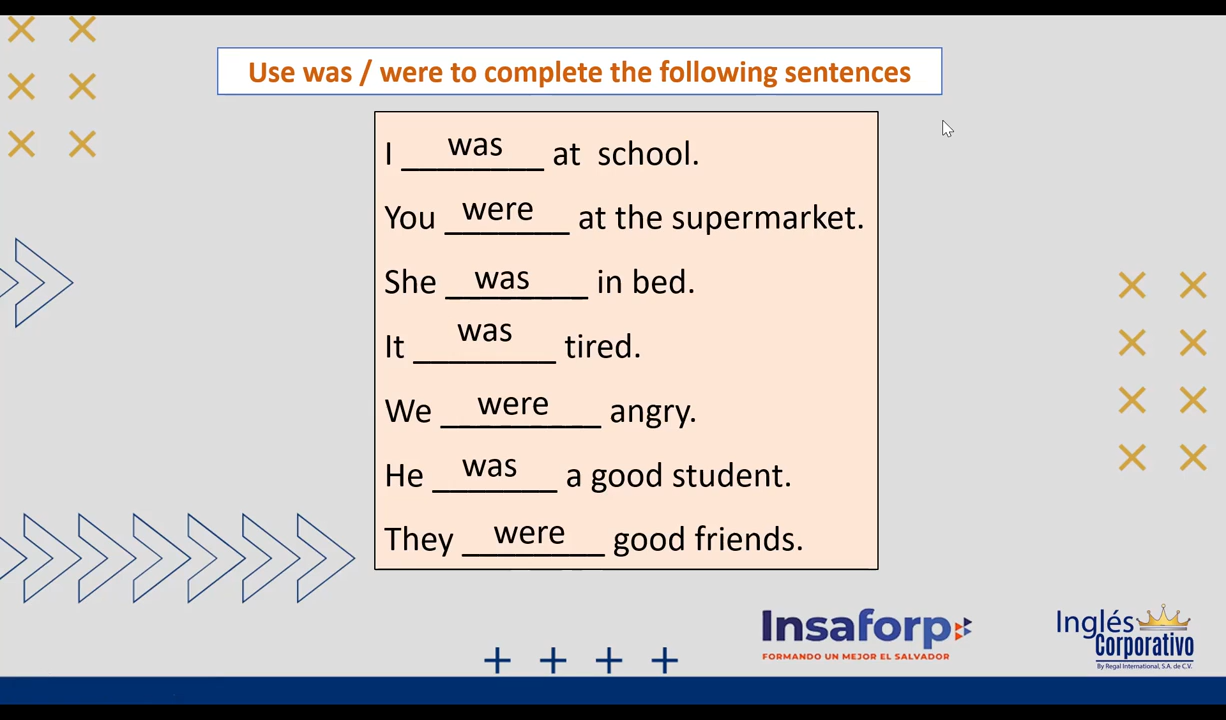 Use was / were to complete the following sentences
I was at school.
You were at the supermarket.
She was in bed.
It was tired.
We were angry.
He was a good student.
They were good friends.
Insaforp
FORMANDO UN MEJOR EL SALVADOR
Inglés
Corporativo
By Regal International, S.A. de C.V.